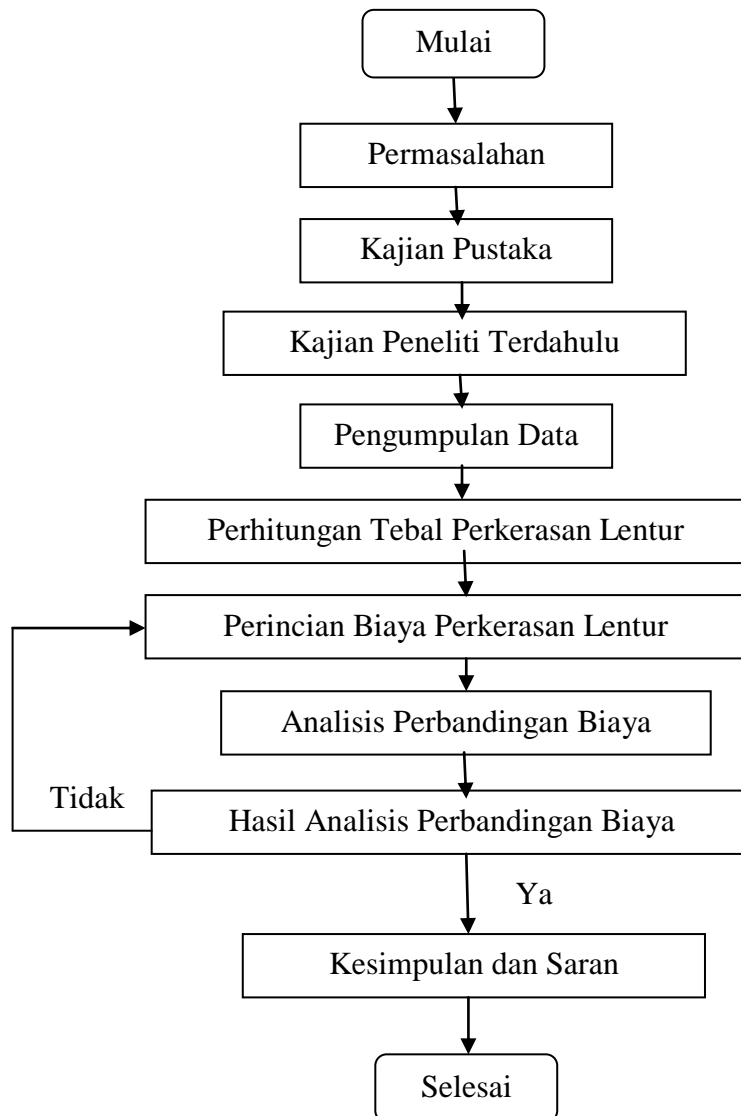 Mulai
Permasalahan
Kajian Pustaka
Kajian Peneliti Terdahulu
Pengumpulan Data
Perhitungan Tebal Perkerasan Lentur
Perincian Biaya Perkerasan Lentur
Analisis Perbandingan Biaya
Tidak
Hasil Analisis Perbandingan Biaya
Ya
Kesimpulan dan Saran
Selesai